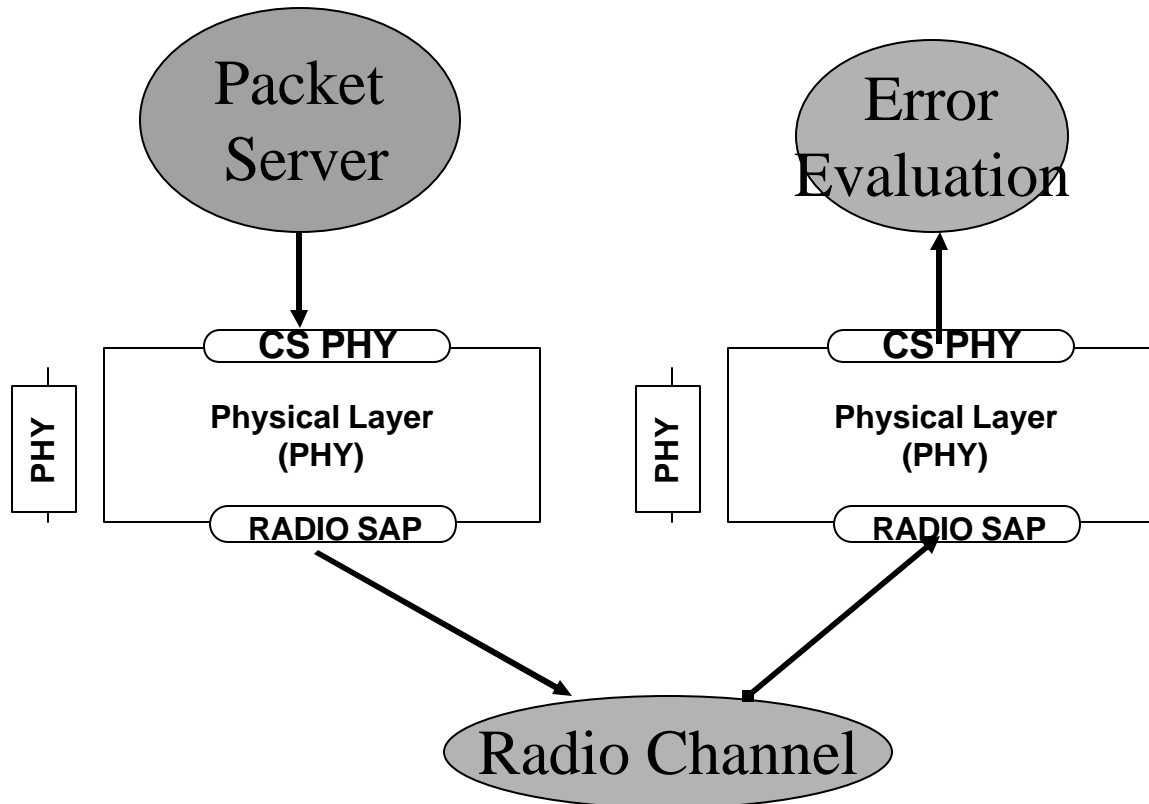 Packet
Server
Error
Evaluation
CS PHY
CS PHY
PHY
Physical Layer
(PHY)
PHY
Physical Layer
(PHY)
RADIO SAP
RADIO SAP
Radio Channel